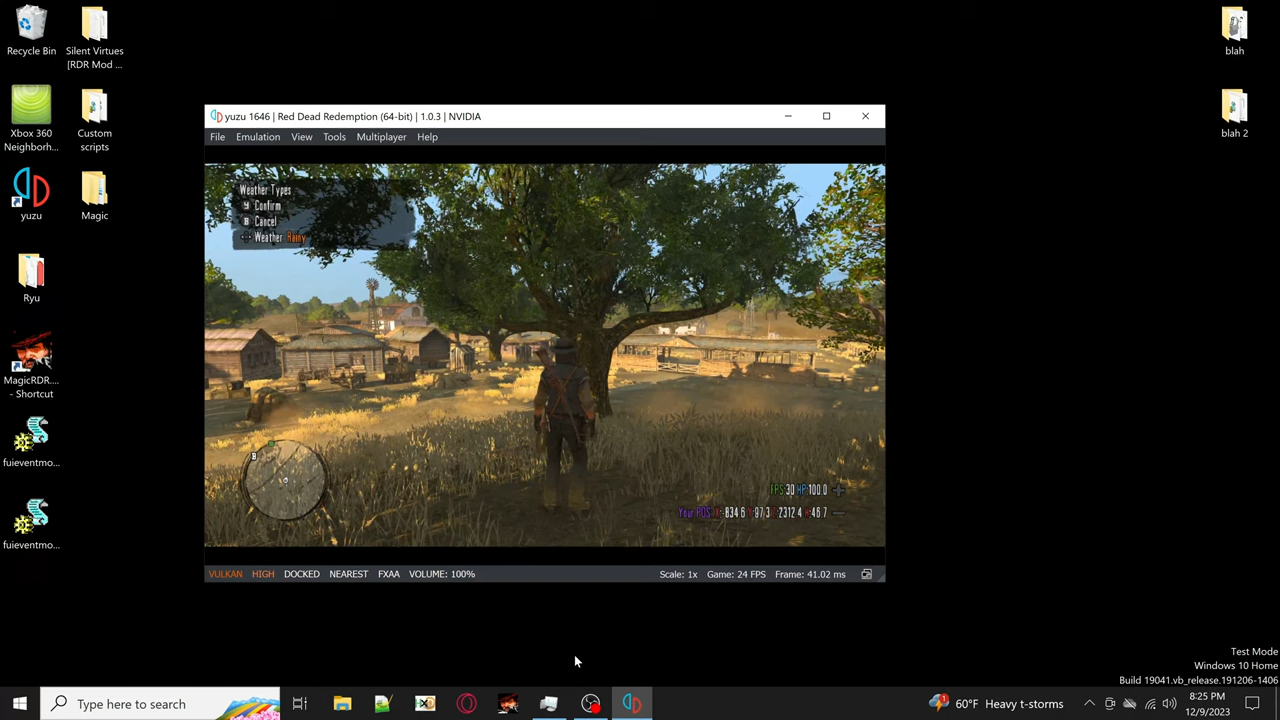 Recycle Bin
Silent Virtues
[RDR Mod ...
Xbox 360
Neighborh...
Custom
scripts
yuzu
Magic
Ryu
MagicRDR....
- Shortcut
fuieventmo...
fuieventmo...
blah
blah 2
yuzu 1646 | Red Dead Redemption (64-bit) | 1.0.3 | NVIDIA
File Emulation View Tools Multiplayer Help
Weather Types
Confirm
B Cancel
Weather Rainy
B
FPS:30 HP:100.0
VULKAN HIGH DOCKED NEAREST FXAA VOLUME: 100% Scale: 1x Game: 24 FPS Frame: 41.02 ms
Test Mode
Windows 10 Home
Build 19041.vb_release.191206-1406
Type here to search
60°F Heavy t-storms
8:25 PM
12/9/2023